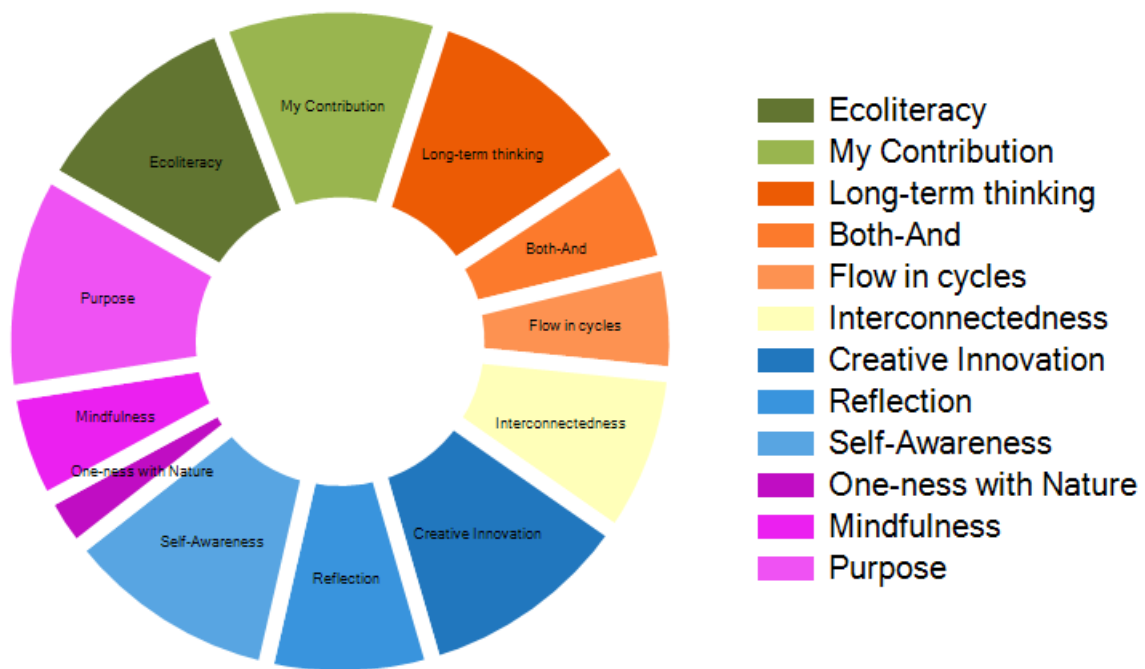 My Contribution
Long-term thinking
Ecoliteracy
Both-And
Purpose
Flow in cycles
Mindfulness
Interconnectedness
One-ness with Nature
Creative Innovation
Self-Awareness
Reflection
Ecoliteracy
My Contribution
Long-term thinking
Both-And
Flow in cycles
Interconnectedness
Creative Innovation
Reflection
Self-Awareness
One-ness with Nature
Mindfulness
Purpose